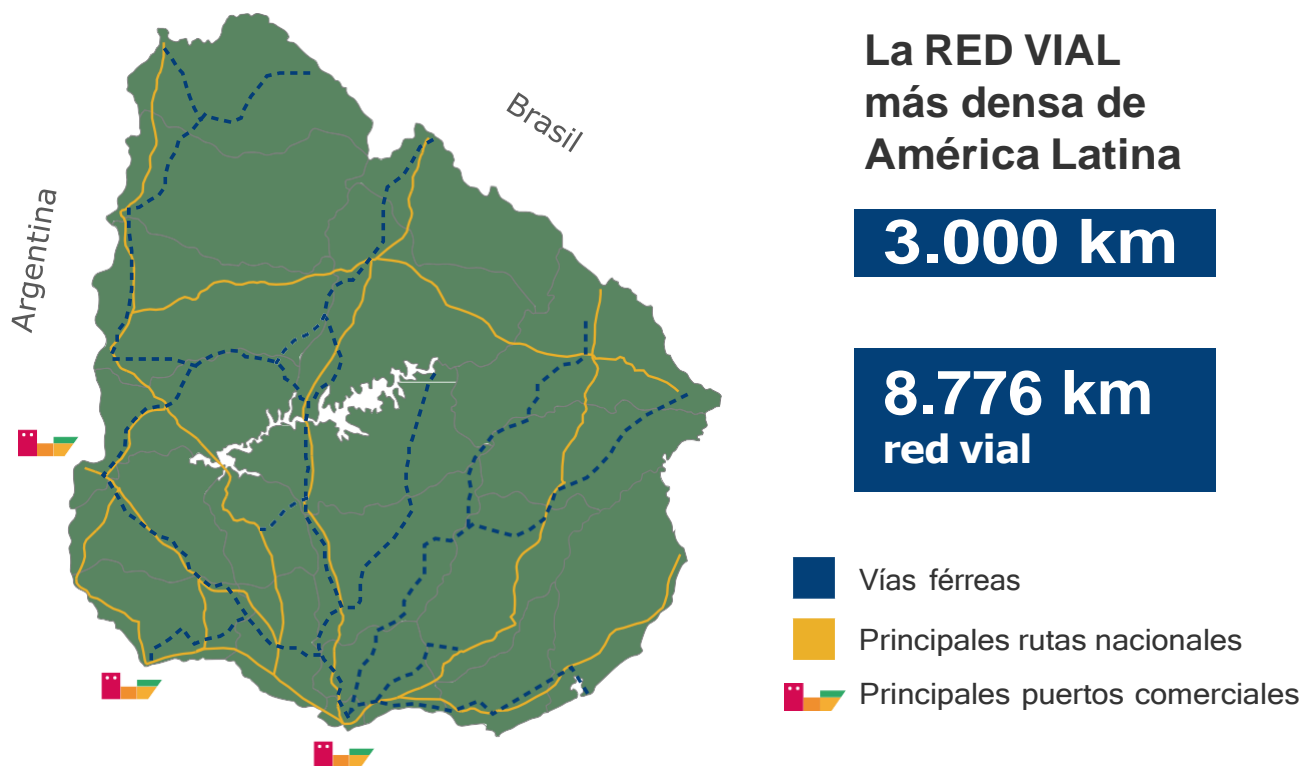 La RED VIAL
más densa de
América Latina
Brasil
Argentina
3.000 km
8.776 km
red vial
Vías férreas
Principales rutas nacionales
Principales puertos comerciales